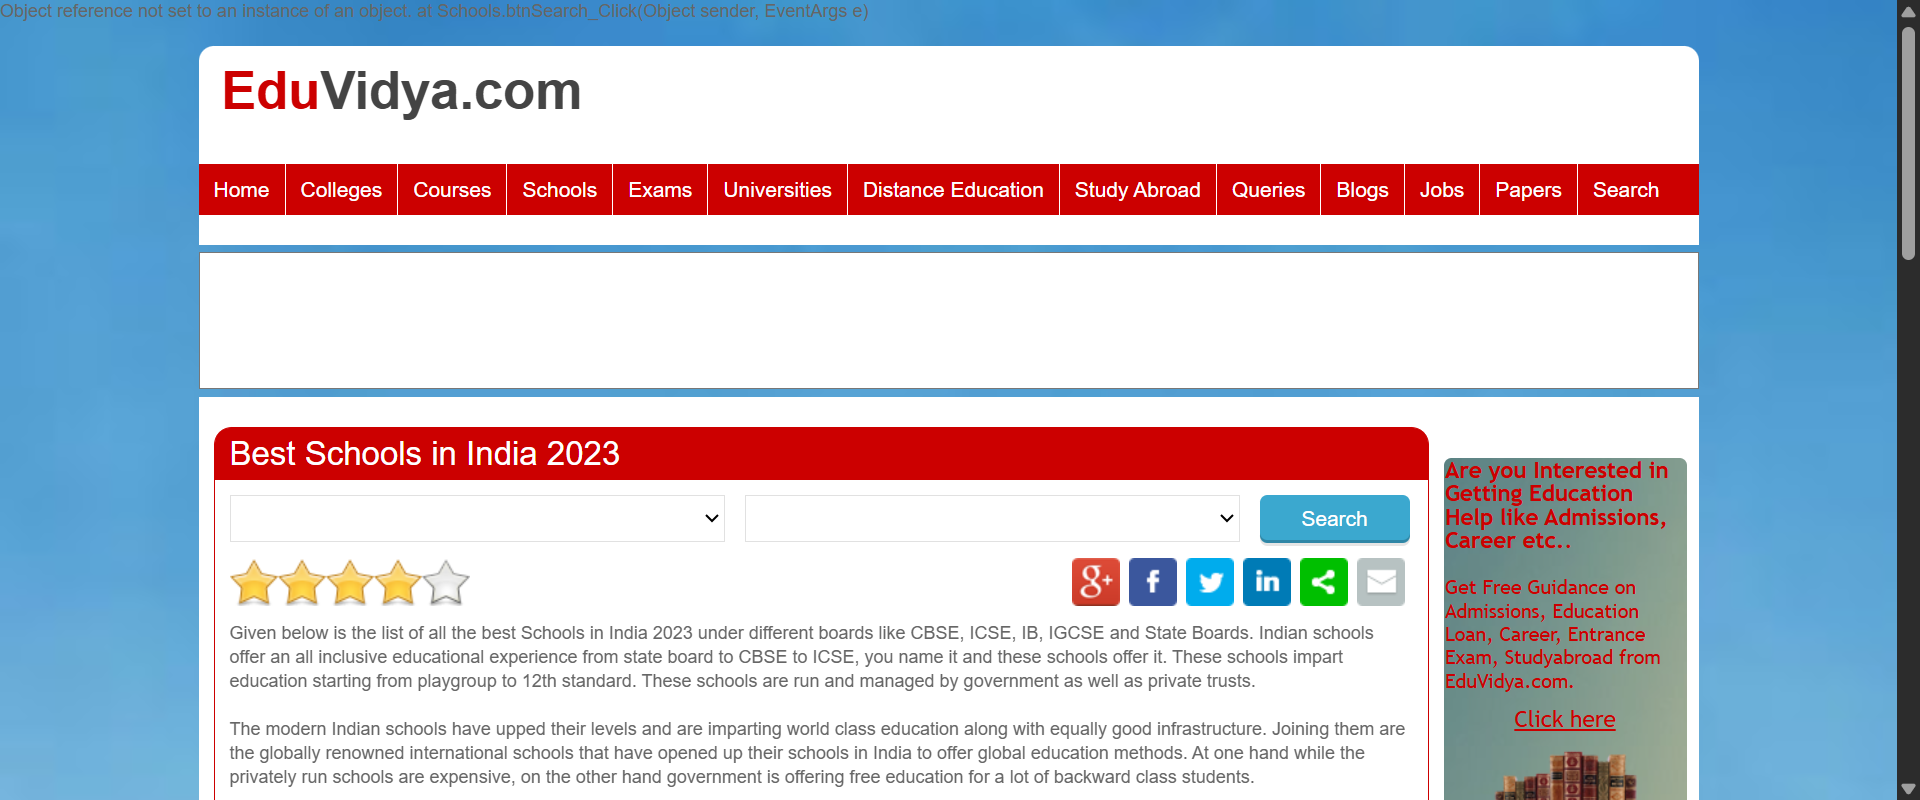 Object reference not set to an instance of an object. at Schools.btnSearch_Click(Object sender, EventArgs e)
EduVidya.com
Home Colleges Courses Schools Exams Universities Distance Education Study Abroad Queries Blogs Jobs Papers Search
Best Schools in India 2023
Search
g+ f in
Given below is the list of all the best Schools in India 2023 under different boards like CBSE, ICSE, IB, IGCSE and State Boards. Indian schools
offer an all inclusive educational experience from state board to CBSE to ICSE, you name it and these schools offer it. These schools impart
education starting from playgroup to 12th standard. These schools are run and managed by government as well as private trusts.
The modern Indian schools have upped their levels and are imparting world class education along with equally good infrastructure. Joining them are
the globally renowned international schools that have opened up their schools in India to offer global education methods. At one hand while the
privately run schools are expensive, on the other hand government is offering free education for a lot of backward class students.
Are you Interested in
Getting Education
Help like Admissions,
Career etc..
Get Free Guidance on
Admissions, Education
Loan, Career, Entrance
Exam, Studyabroad from
EduVidya.com.
Click here